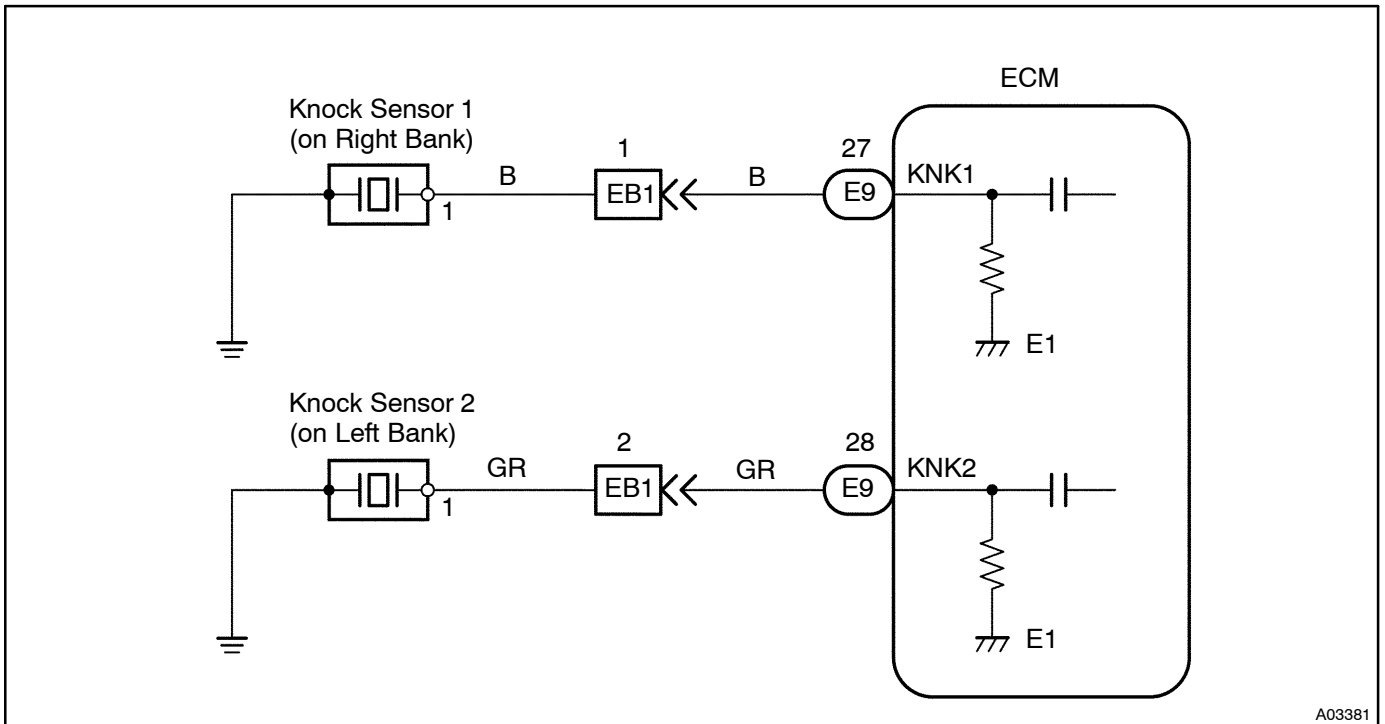 ECM
Knock Sensor 1
(on Right Bank)
1
B
1
EB1
B
27
E9
KNK1
E1
Knock Sensor 2
(on Left Bank)
1
GR
2
EB1
GR
28
E9
KNK2
E1
A03381